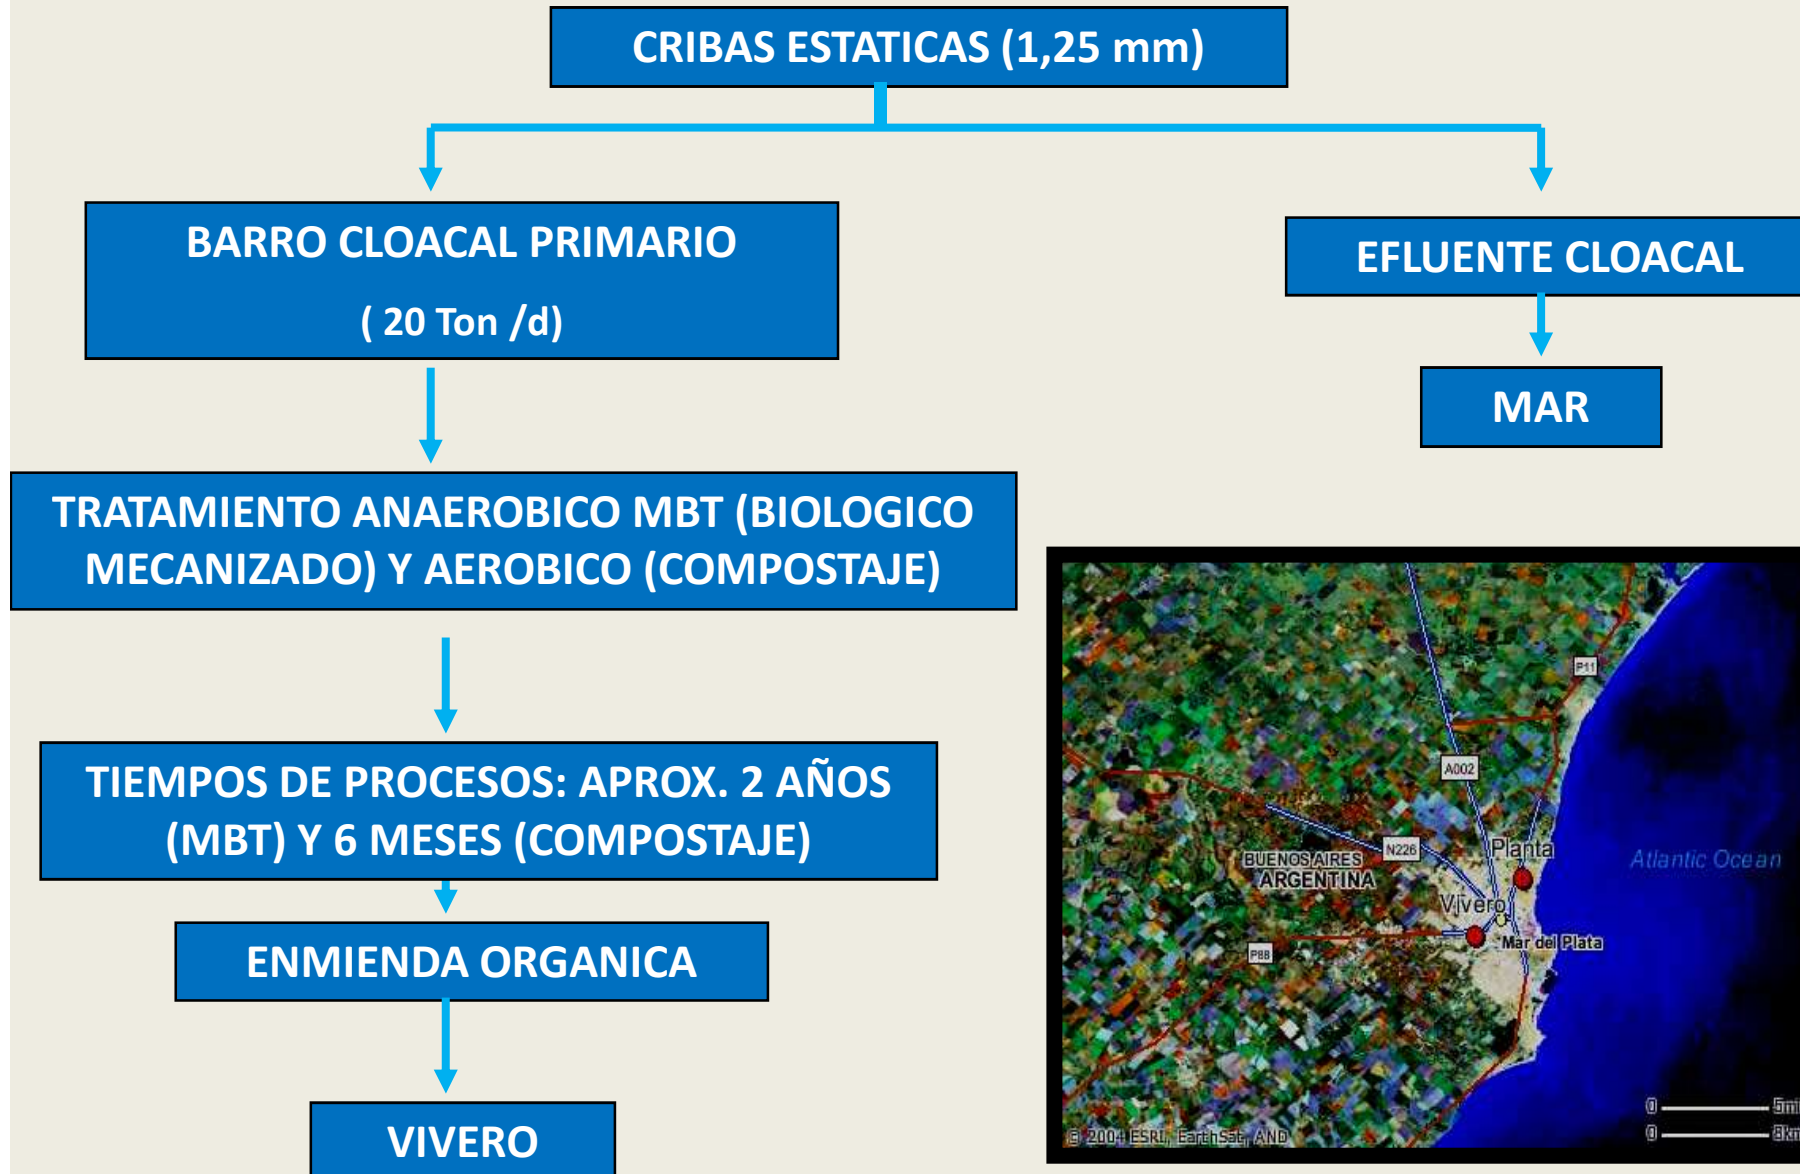 CRIBAS ESTATICAS (1,25 mm)
BARRO CLOACAL PRIMARIO
( 20 Ton /d)
EFLUENTE CLOACAL
MAR
TRATAMIENTO ANAEROBICO MBT (BIOLOGICO
MECANIZADO) Y AEROBICO (COMPOSTAJE)
TIEMPOS DE PROCESOS: APROX. 2 AÑOS
(MBT) Y 6 MESES (COMPOSTAJE)
ENMIENDA ORGANICA
VIVERO
P11
A002
N226
Planta
BUENOS AIRES
ARGENTINA
Atlantic Ocean
Vivero
Mar del Plata
P88
0 5mi
0 8km
© 2004 ESRI, EarthSat, AND